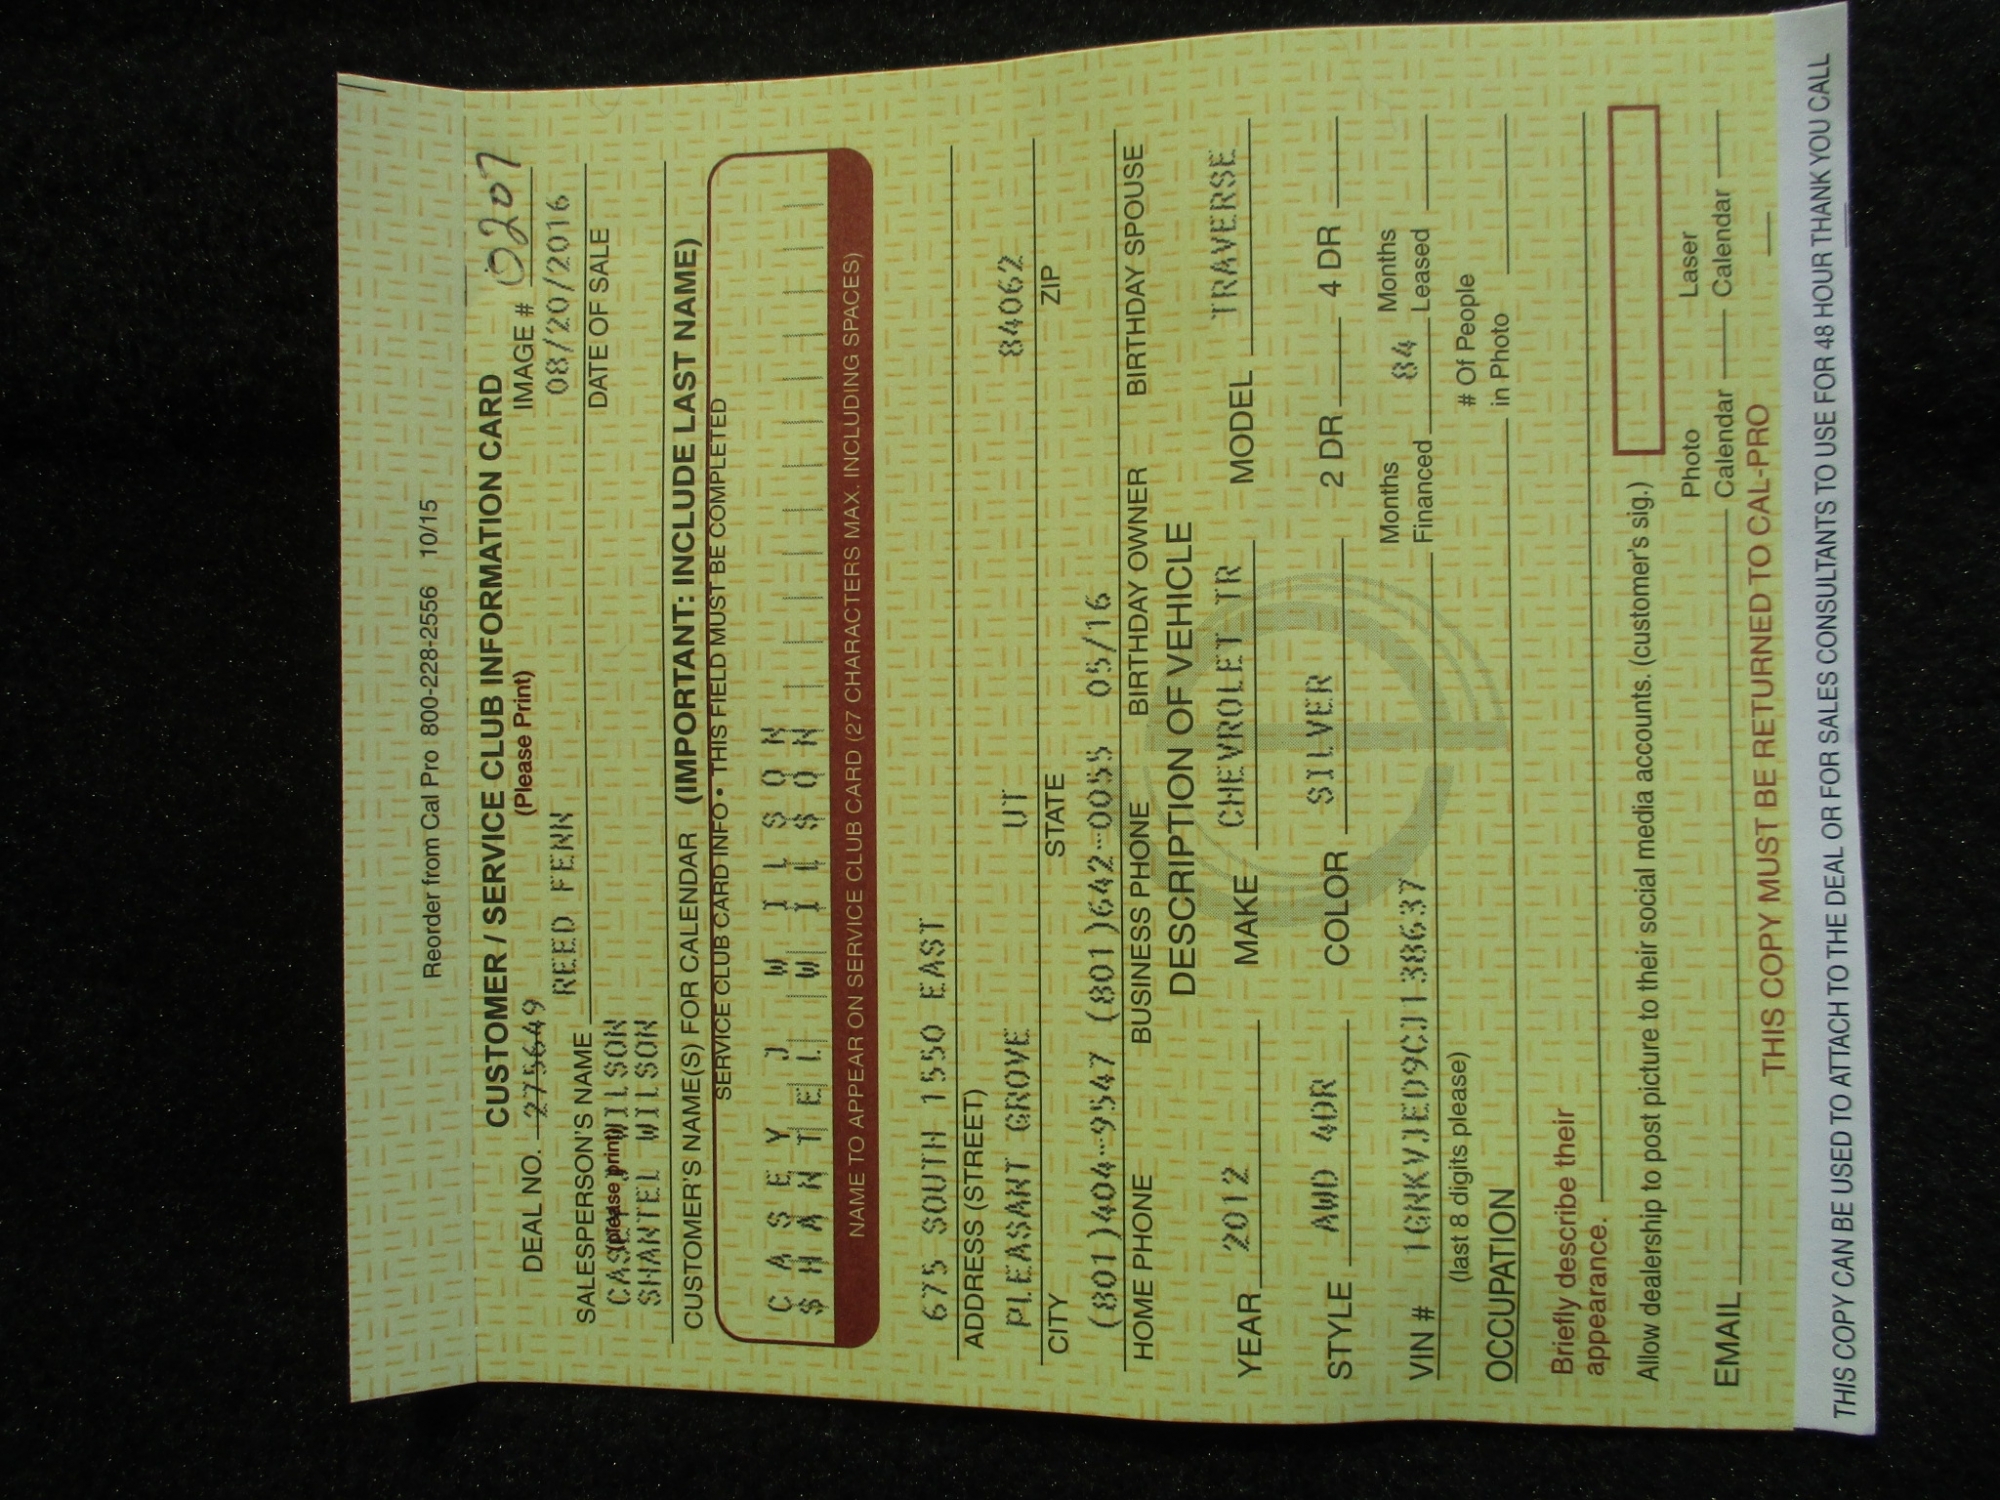 Reorder from Cal Pro 800-228-2556 10/15
CUSTOMER / SERVICE CLUB INFORMATION CARD
(Please Print)
DEAL NO. 275649 IMAGE # 0207
REED FENN 08/20/2016
SALESPERSON'S NAME DATE OF SALE
(please print)
CASEY WILSON
SHANTEL WILSON
CUSTOMER'S NAME(S) FOR CALENDAR (IMPORTANT: INCLUDE LAST NAME)
SERVICE CLUB CARD INFO • THIS FIELD MUST BE COMPLETED
CASEY J WILSON
SHANTEL WILSON
NAME TO APPEAR ON SERVICE CLUB CARD (27 CHARACTERS MAX. INCLUDING SPACES)
675 SOUTH 1550 EAST
ADDRESS (STREET)
PLEASANT GROVE UT 84062
CITY STATE ZIP
(801)404-9547 (801)642-0055 05/16
HOME PHONE BUSINESS PHONE BIRTHDAY OWNER BIRTHDAY SPOUSE
DESCRIPTION OF VEHICLE
YEAR 2012 MAKE CHEVROLET TR MODEL TRAVERSE
STYLE AWD 4DR COLOR SILVER 2 DR 4 DR
VIN # 1GNKVJED9CJ138637 Months Financed 84 Months Leased
(last 8 digits please)
OCCUPATION # Of People in Photo
Briefly describe their
appearance.
Allow dealership to post picture to their social media accounts. (customer's sig.)
EMAIL Photo Calendar Laser Calendar
THIS COPY MUST BE RETURNED TO CAL-PRO
THIS COPY CAN BE USED TO ATTACH TO THE DEAL OR FOR SALES CONSULTANTS TO USE FOR 48 HOUR THANK YOU CALL